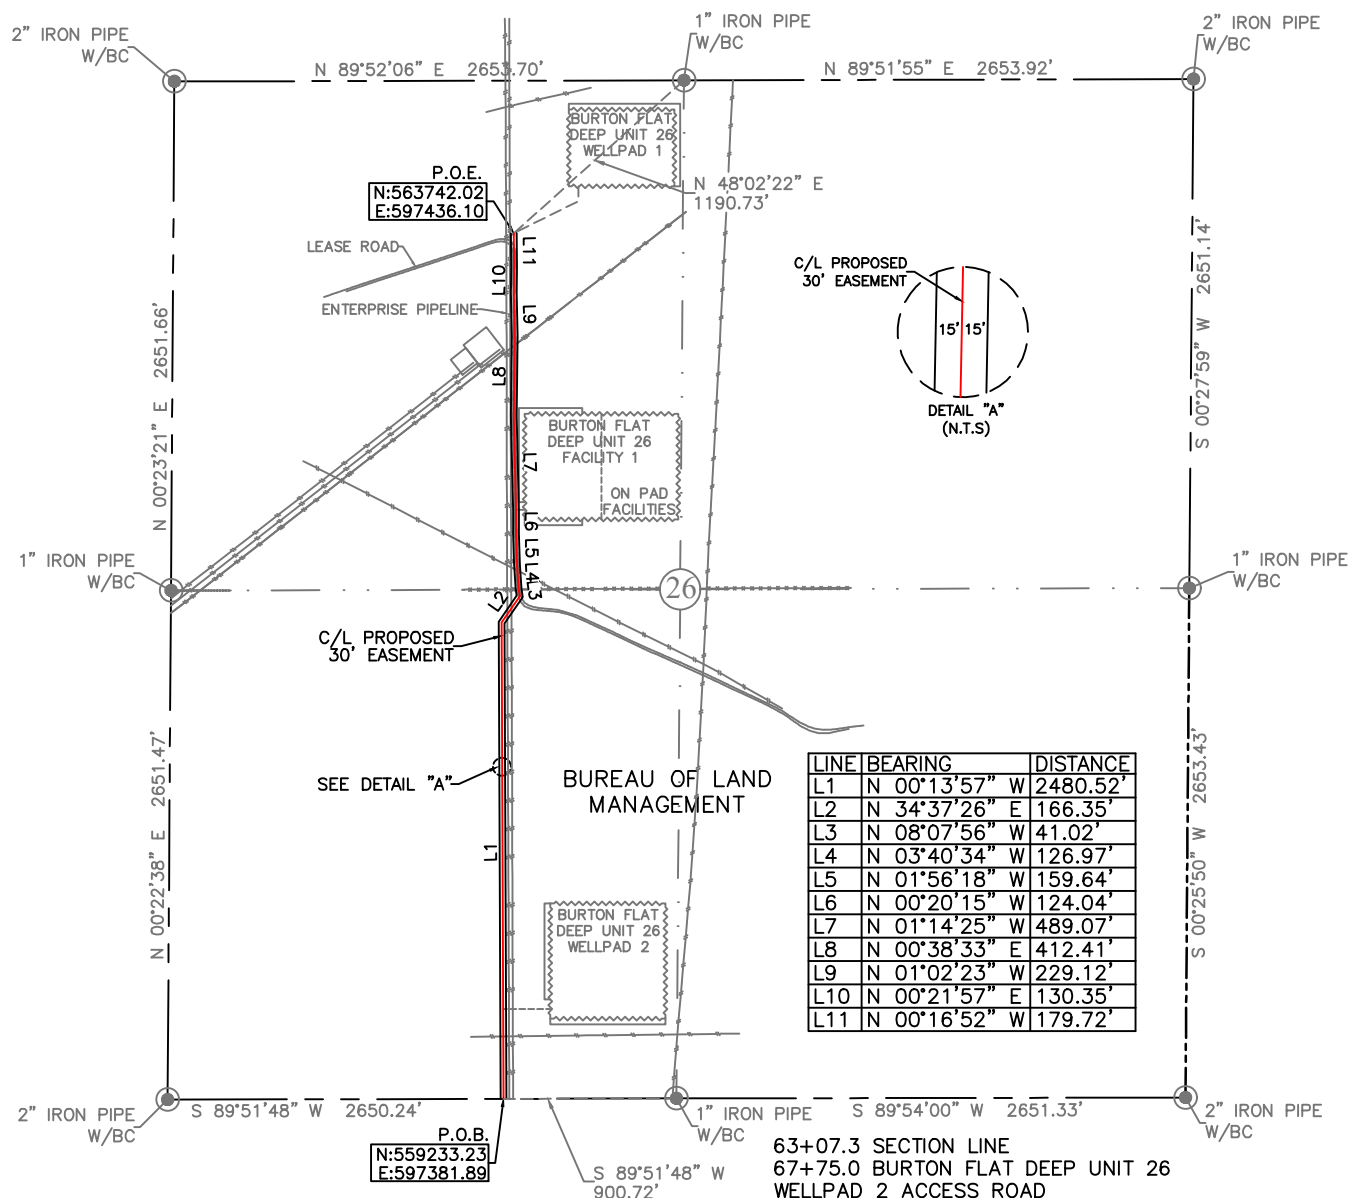 2" IRON PIPE
W/BC
1" IRON PIPE
W/BC
2" IRON PIPE
W/BC
N 89°52'06" E 2653.70'
N 89°51'55" E 2653.92'
BURTON FLAT
DEEP UNIT 26
WELLPAD 1
P.O.E.
N:563742.02
E:597436.10
N 48°02'22" E
1190.73'
LEASE ROAD
ENTERPRISE PIPELINE
L11
L10
L9
L8
C/L PROPOSED
30' EASEMENT
15' 15'
DETAIL "A"
(N.T.S)
N 00°23'21" E 2651.66'
S 00°27'59" W 2651.14'
BURTON FLAT
DEEP UNIT 26
FACILITY 1
ON PAD
FACILITIES
L7
L6
L5
L4
L3
L2
1" IRON PIPE
W/BC
26
1" IRON PIPE
W/BC
C/L PROPOSED
30' EASEMENT
SEE DETAIL "A"
BUREAU OF LAND
MANAGEMENT
L1
N 00°22'38" E 2651.47'
S 00°25'50" W 2653.43'
LINE BEARING DISTANCE
L1 N 00°13'57" W 2480.52'
L2 N 34°37'26" E 166.35'
L3 N 08°07'56" W 41.02'
L4 N 03°40'34" W 126.97'
L5 N 01°56'18" W 159.64'
L6 N 00°20'15" W 124.04'
L7 N 01°14'25" W 489.07'
L8 N 00°38'33" E 412.41'
L9 N 01°02'23" W 229.12'
L10 N 00°21'57" E 130.35'
L11 N 00°16'52" W 179.72'
BURTON FLAT
DEEP UNIT 26
WELLPAD 2
2" IRON PIPE
W/BC
S 89°51'48" W 2650.24'
1" IRON PIPE
W/BC
S 89°54'00" W 2651.33'
2" IRON PIPE
W/BC
P.O.B.
N:559233.23
E:597381.89
S 89°51'48" W
900.72'
63+07.3 SECTION LINE
67+75.0 BURTON FLAT DEEP UNIT 26
WELLPAD 2 ACCESS ROAD